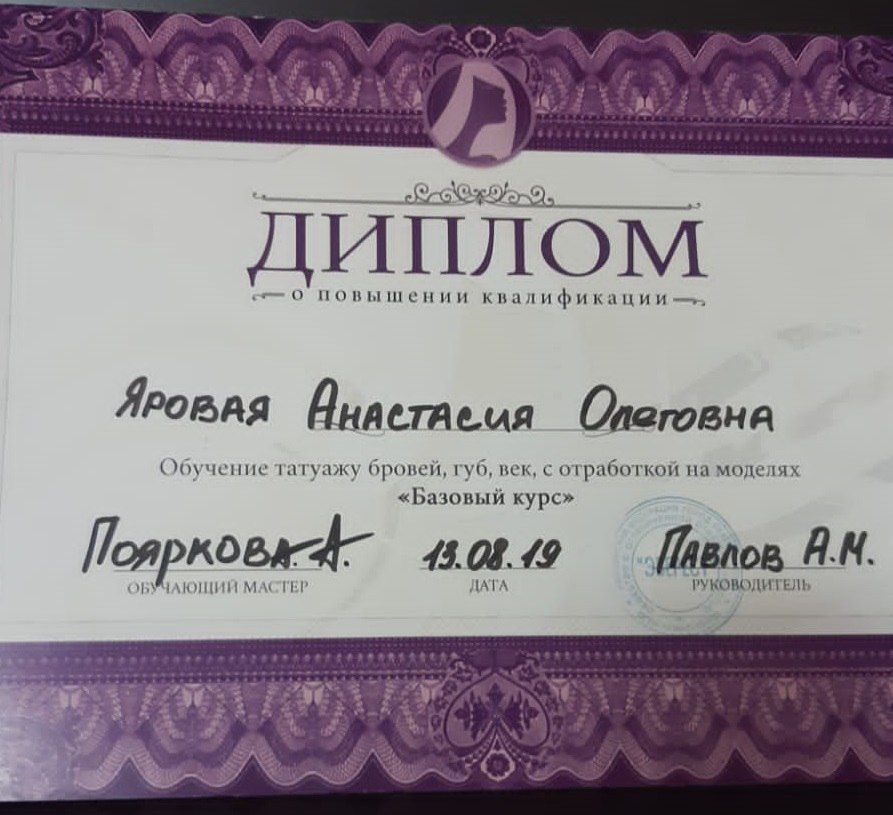 ДИПЛОМ
о повышении квалификации
Яровая Анастасия Олеговна
Обучение татуажу бровей, губ, век, с отработкой на моделях
«Базовый курс»
Пояркова А. 13.08.19 Павлов А.М.
ОБУЧАЮЩИЙ МАСТЕР ДАТА РУКОВОДИТЕЛЬ